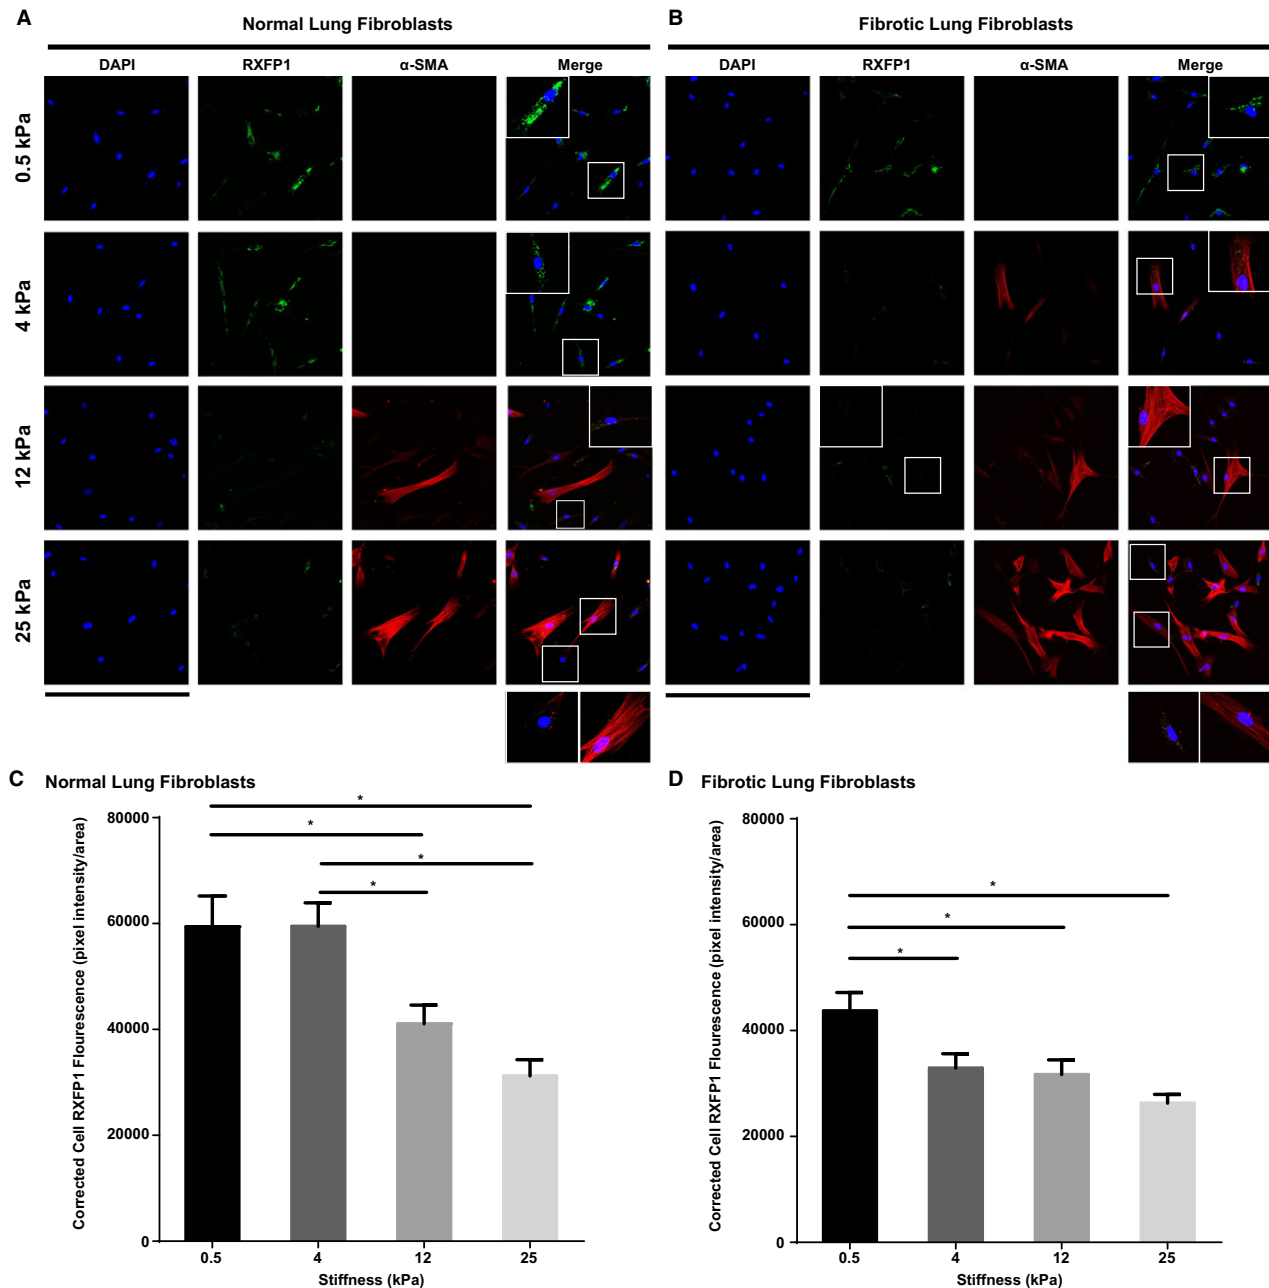 A
Normal Lung Fibroblasts
DAPI RXFP1 α-SMA Merge
0.5 kPa
4 kPa
12 kPa
25 kPa
B
Fibrotic Lung Fibroblasts
DAPI RXFP1 α-SMA Merge
C Normal Lung Fibroblasts
Corrected Cell RXFP1 Flourescence (pixel intensity/area)
80000
60000
40000
20000
0
*
*
*
*
0.5 4 12 25
Stiffness (kPa)
D Fibrotic Lung Fibroblasts
Corrected Cell RXFP1 Flourescence (pixel intensity/area)
80000
60000
40000
20000
0
*
*
*
0.5 4 12 25
Stiffness (kPa)